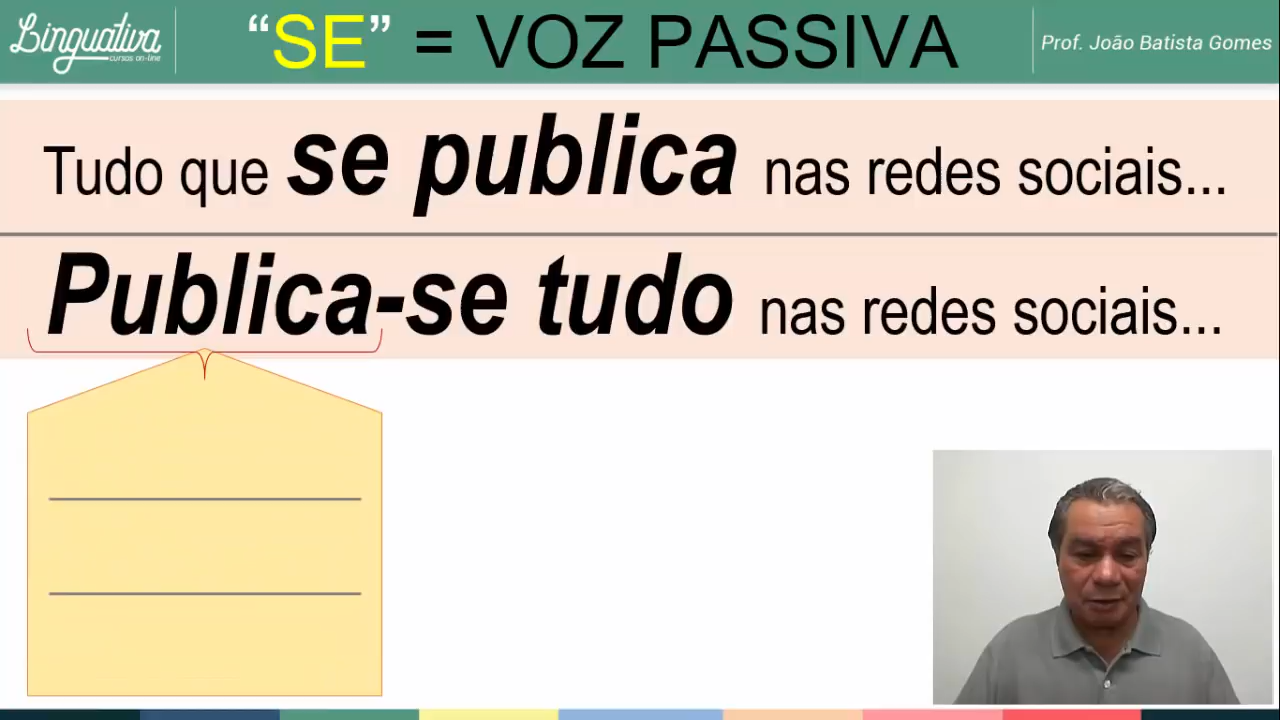 Linguativa
cursos on-line
“SE” = VOZ PASSIVA
Prof. João Batista Gomes
Tudo que se publica nas redes sociais...
Publica-se tudo nas redes sociais...